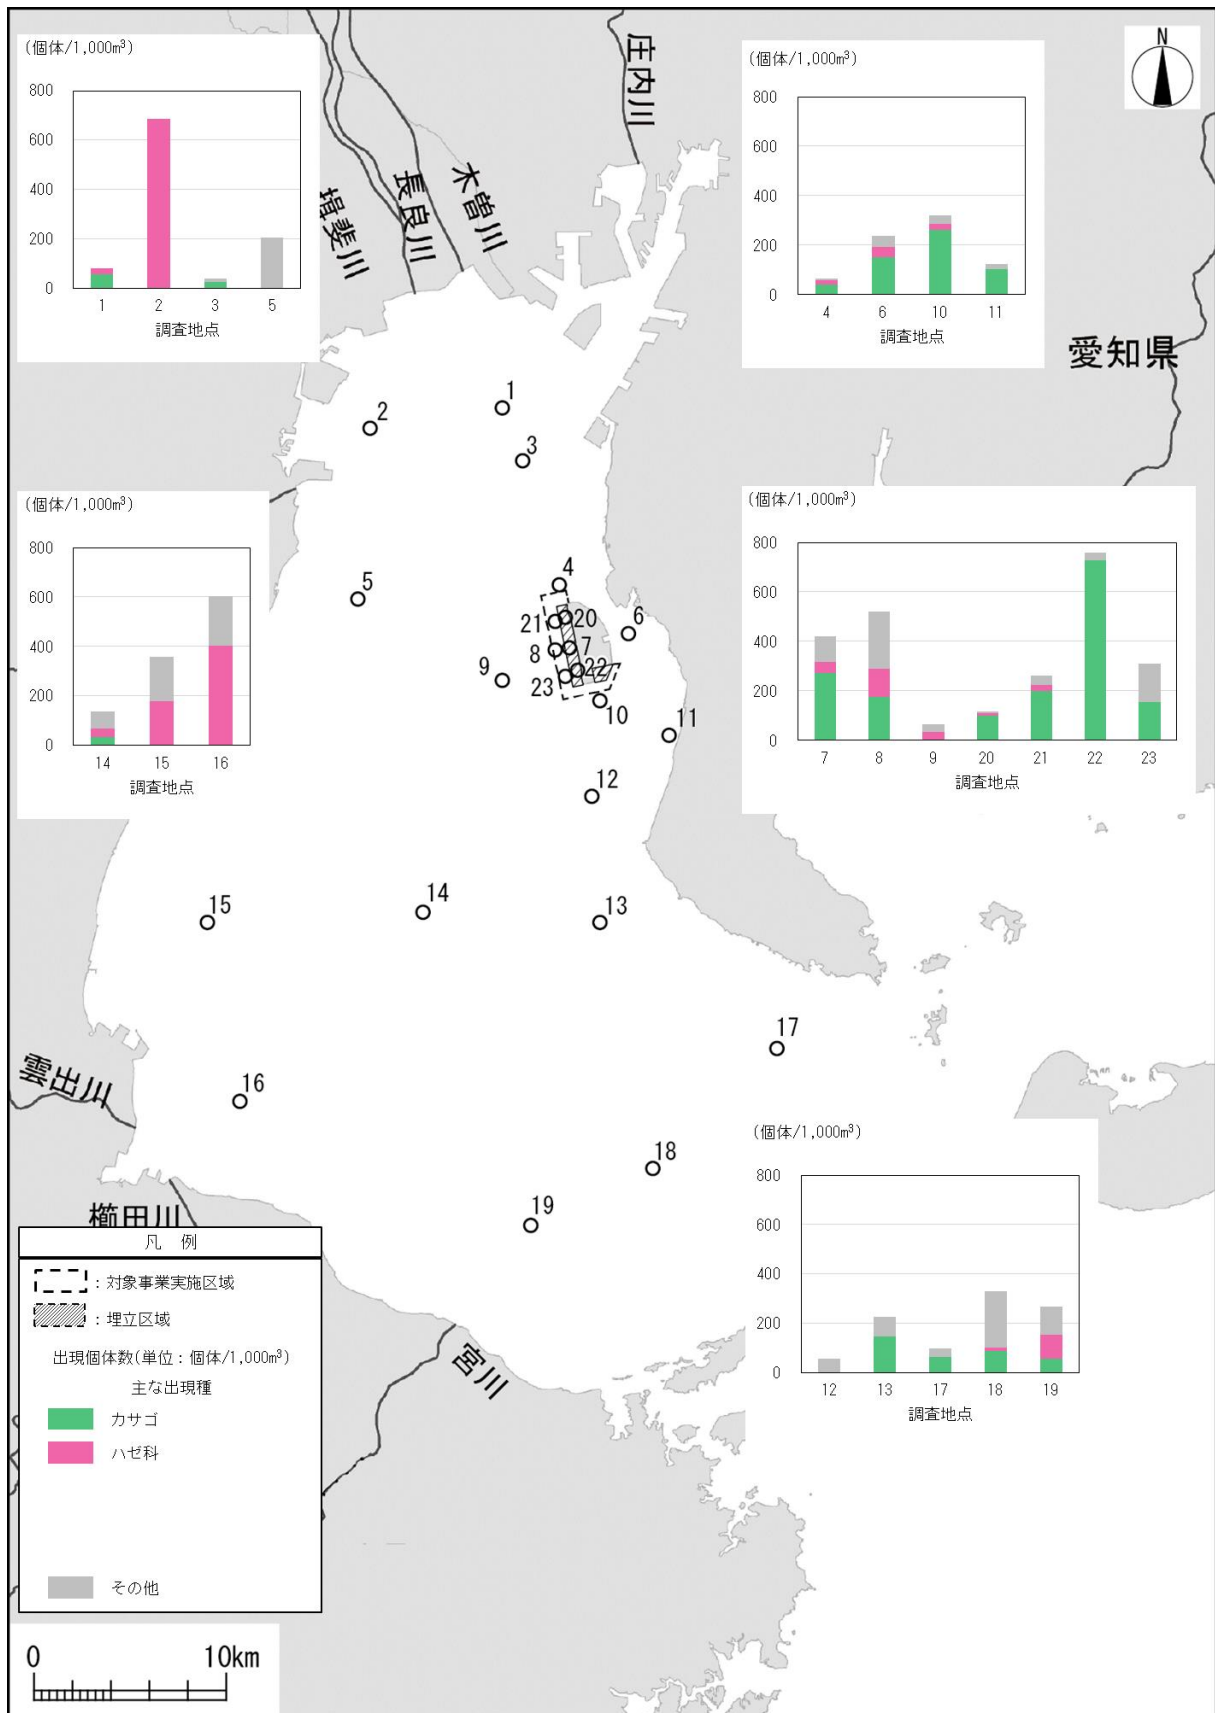 (個体/1,000m³)
800
600
400
200
0
1 2 3 5
調査地点
(個体/1,000m³)
800
600
400
200
0
4 6 10 11
調査地点
N
庄内川
木曽川
長良川
揖斐川
愛知県
1
2
3
(個体/1,000m³)
800
600
400
200
0
14 15 16
調査地点
(個体/1,000m³)
800
600
400
200
0
7 8 9 20 21 22 23
調査地点
4
5
20
21
6
7
8
22
9
23
10
11
12
14
13
15
17
雲出川
16
18
19
櫛田川
宮川
(個体/1,000m³)
800
600
400
200
0
12 13 17 18 19
調査地点
凡 例
:対象事業実施区域
:埋立区域
出現個体数(単位:個体/1,000m³)
主な出現種
カサゴ
ハゼ科
その他
0 10km